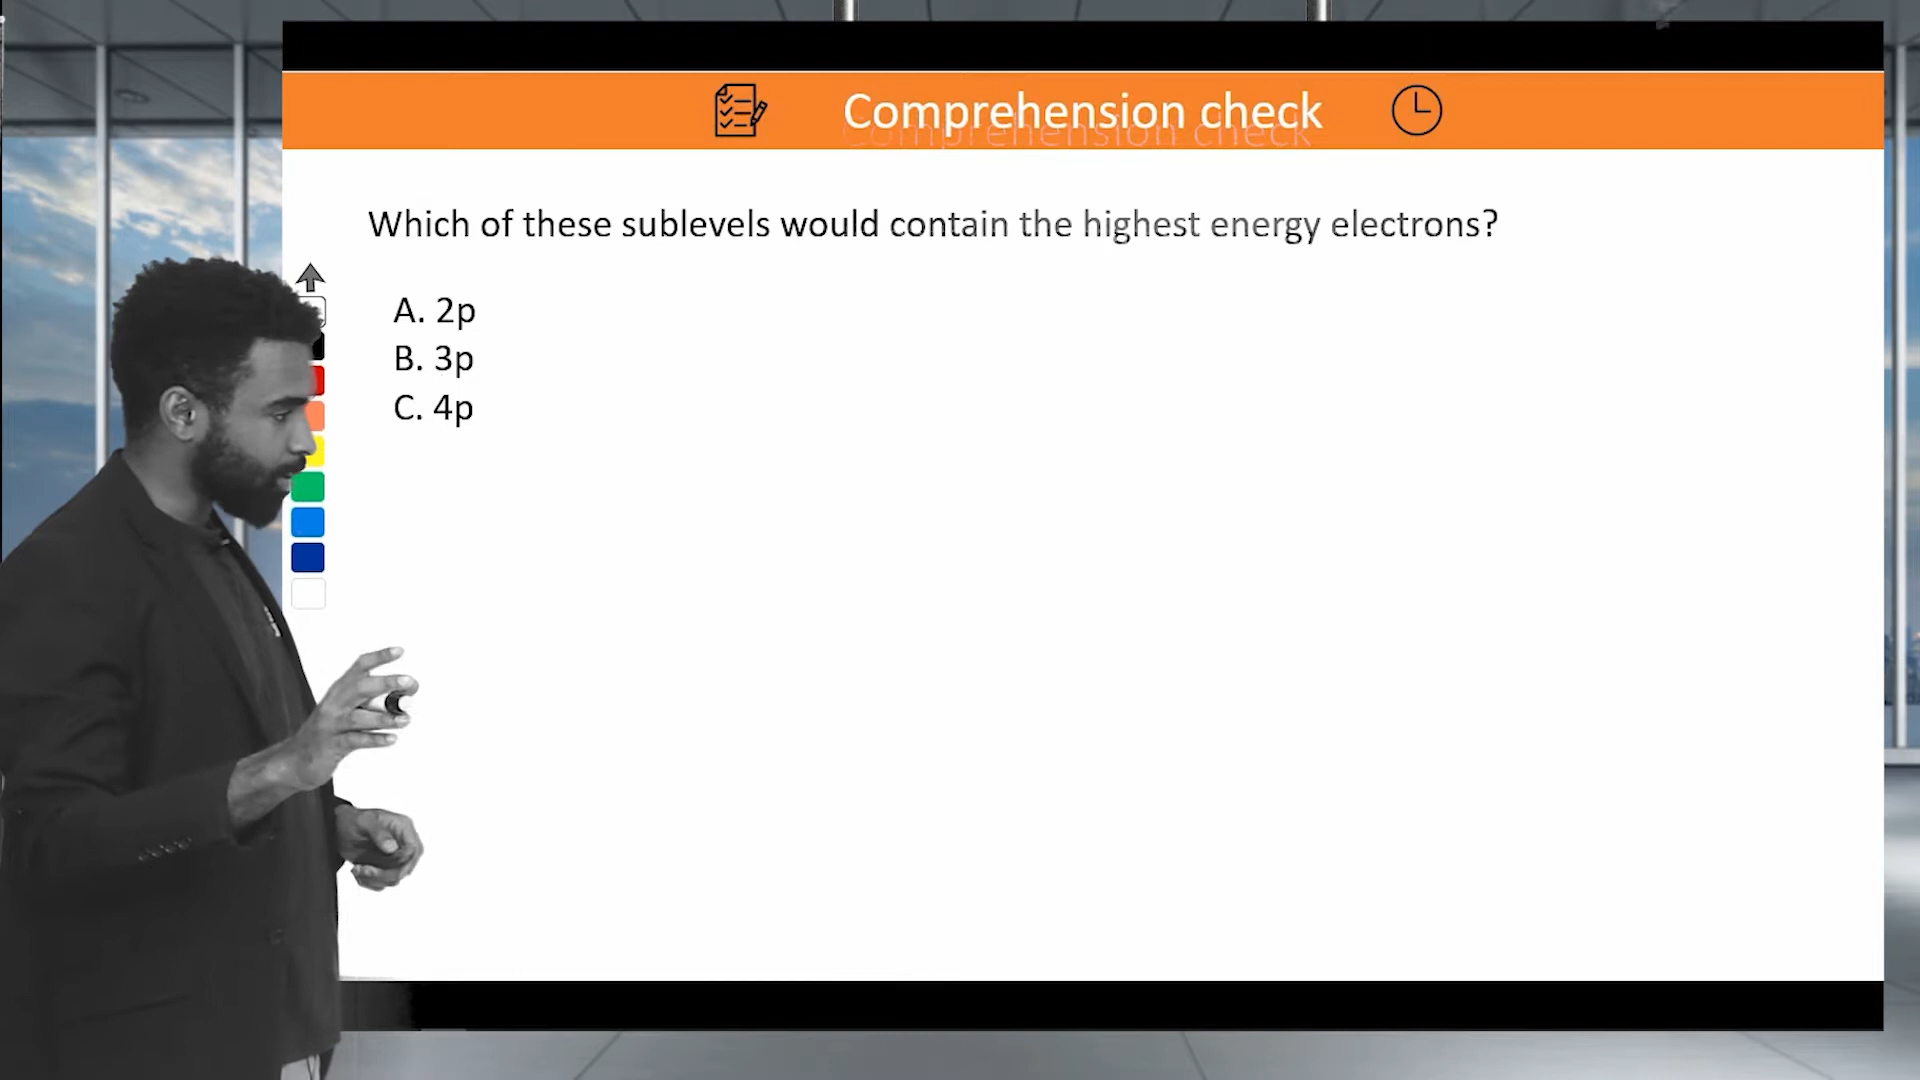 Comprehension check
Which of these sublevels would contain the highest energy electrons?
A. 2p
B. 3p
C. 4p